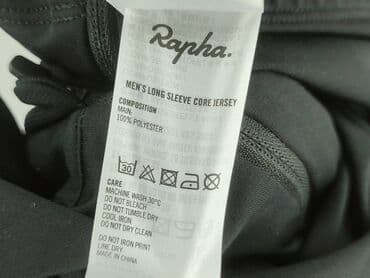 Rapha.
MEN'S LONG SLEEVE CORE JERSEY
COMPOSITION
MAIN:
100% POLYESTER
30
CARE
MACHINE WASH 30°C
DO NOT BLEACH
DO NOT TUMBLE DRY
COOL IRON
DO NOT DRY CLEAN
DO NOT IRON PRINT
LINE DRY
MADE IN CHINA